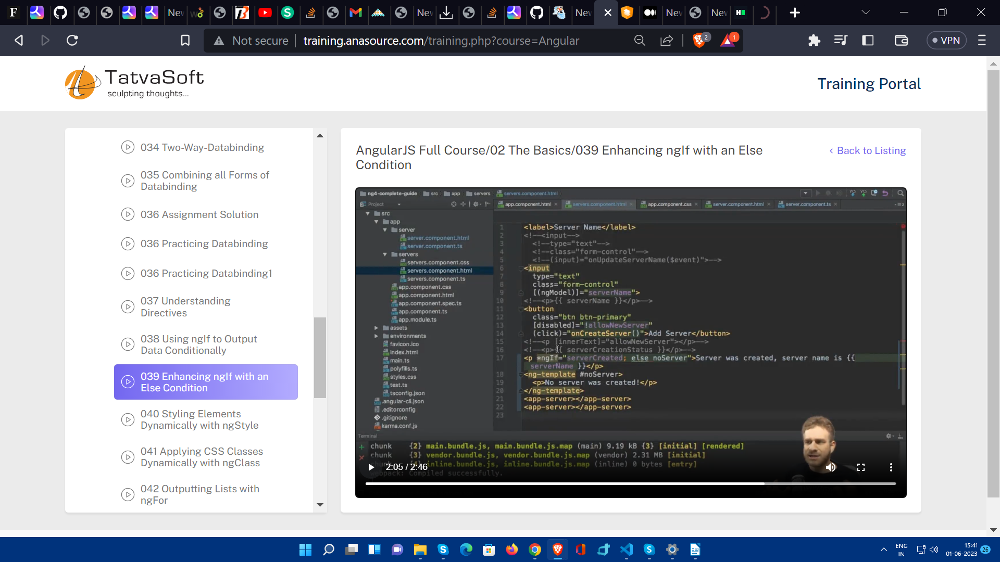 F
New
wò
B
S
New
New
New
New
HI
Not secure
training.anasource.com/training.php?course=Angular
2
1
VPN
TatvaSoft
sculpting thoughts...
Training Portal
034 Two-Way-Databinding
035 Combining all Forms of
Databinding
036 Assignment Solution
036 Practicing Databinding
036 Practicing Databinding1
037 Understanding
Directives
038 Using ngIf to Output
Data Conditionally
039 Enhancing ngIf with an
Else Condition
040 Styling Elements
Dynamically with ngStyle
041 Applying CSS Classes
Dynamically with ngClass
042 Outputting Lists with
ngFor
AngularJS Full Course/02 The Basics/039 Enhancing ngIf with an Else
Condition
Back to Listing
ng4-complete-guide src app servers servers.component.html
VCS VCS
Project
app.component.html servers.component.html app.component.css server.component.html server.component.ts
src
app
server
server.component.html
server.component.ts
servers
servers.component.css
servers.component.html
servers.component.ts
app.component.css
app.component.html
app.component.spec.ts
app.component.ts
app.module.ts
assets
environments
favicon.ico
index.html
main.ts
polyfills.ts
styles.css
test.ts
tsconfig.json
.angular-cli.json
.editorconfig
.gitignore
karma.conf.js
1 <label>Server Name</label>
2 <!--<input-->
3 <!--type="text"-->
4 <!--class="form-control"-->
5 <!--(input)="onUpdateServerName($event)">-->
6 <input
7 type="text"
8 class="form-control"
9 [(ngModel)]="serverName">
10 <!--<p>{{ serverName }}</p>-->
11 <button
12 class="btn btn-primary"
13 [disabled]="!allowNewServer"
14 (click)="onCreateServer()">Add Server</button>
15 <!--<p [innerText]="allowNewServer"></p>-->
16 <!--<p>{{ serverCreationStatus }}</p>-->
17 <p *ngIf="serverCreated; else noServer">Server was created, server name is {{
serverName }}</p>
18 <ng-template #noServer>
19 <p>No server was created!</p>
20 </ng-template>
21 <app-server></app-server>
22 <app-server></app-server>
23
Terminal
chunk {2} main.bundle.js, main.bundle.js.map (main) 9.19 kB {3} [initial] [rendered]
chunk {3} vendor.bundle.js, vendor.bundle.js.map (vendor) 2.31 MB [initial]
chunk {4} inline.bundle.js, inline.bundle.js.map (inline) 0 bytes [entry]
webpack: Compiled successfully.
2:05 / 2:46
ENG
IN
15:41
01-06-2023
26